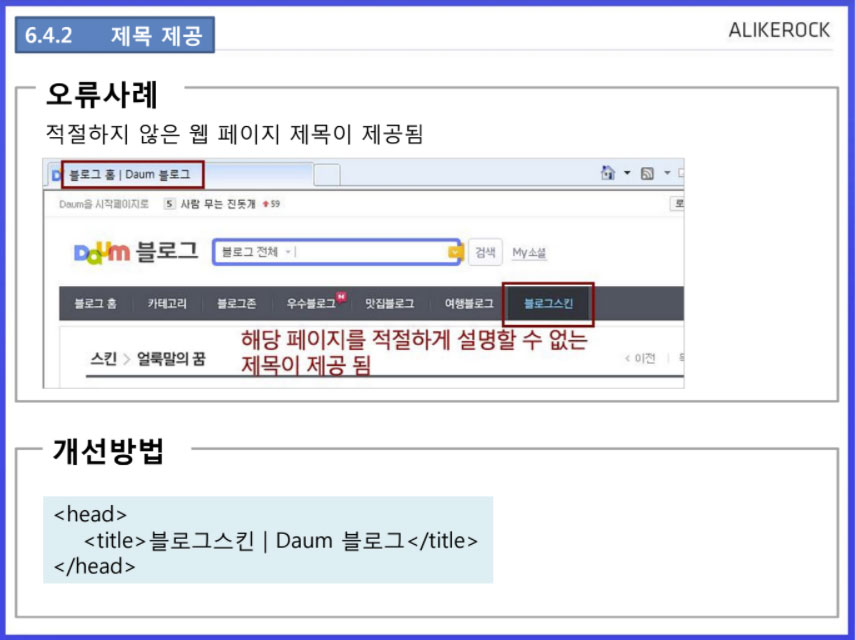 6.4.2 제목 제공
ALIKEROCK
오류사례
적절하지 않은 웹 페이지 제목이 제공됨
블로그 홈 | Daum 블로그
Daum을 시작페이지로 5 사람 무는 진돗개 59
Daum 블로그 블로그 전체 검색 My소셜
블로그 홈 카테고리 블로그존 우수블로그 맛집블로그 여행블로그 블로그스킨
해당 페이지를 적절하게 설명할 수 없는
제목이 제공 됨
스킨 > 얼룩말의 꿈 < 이전
개선방법
<head>
<title>블로그스킨 | Daum 블로그</title>
</head>